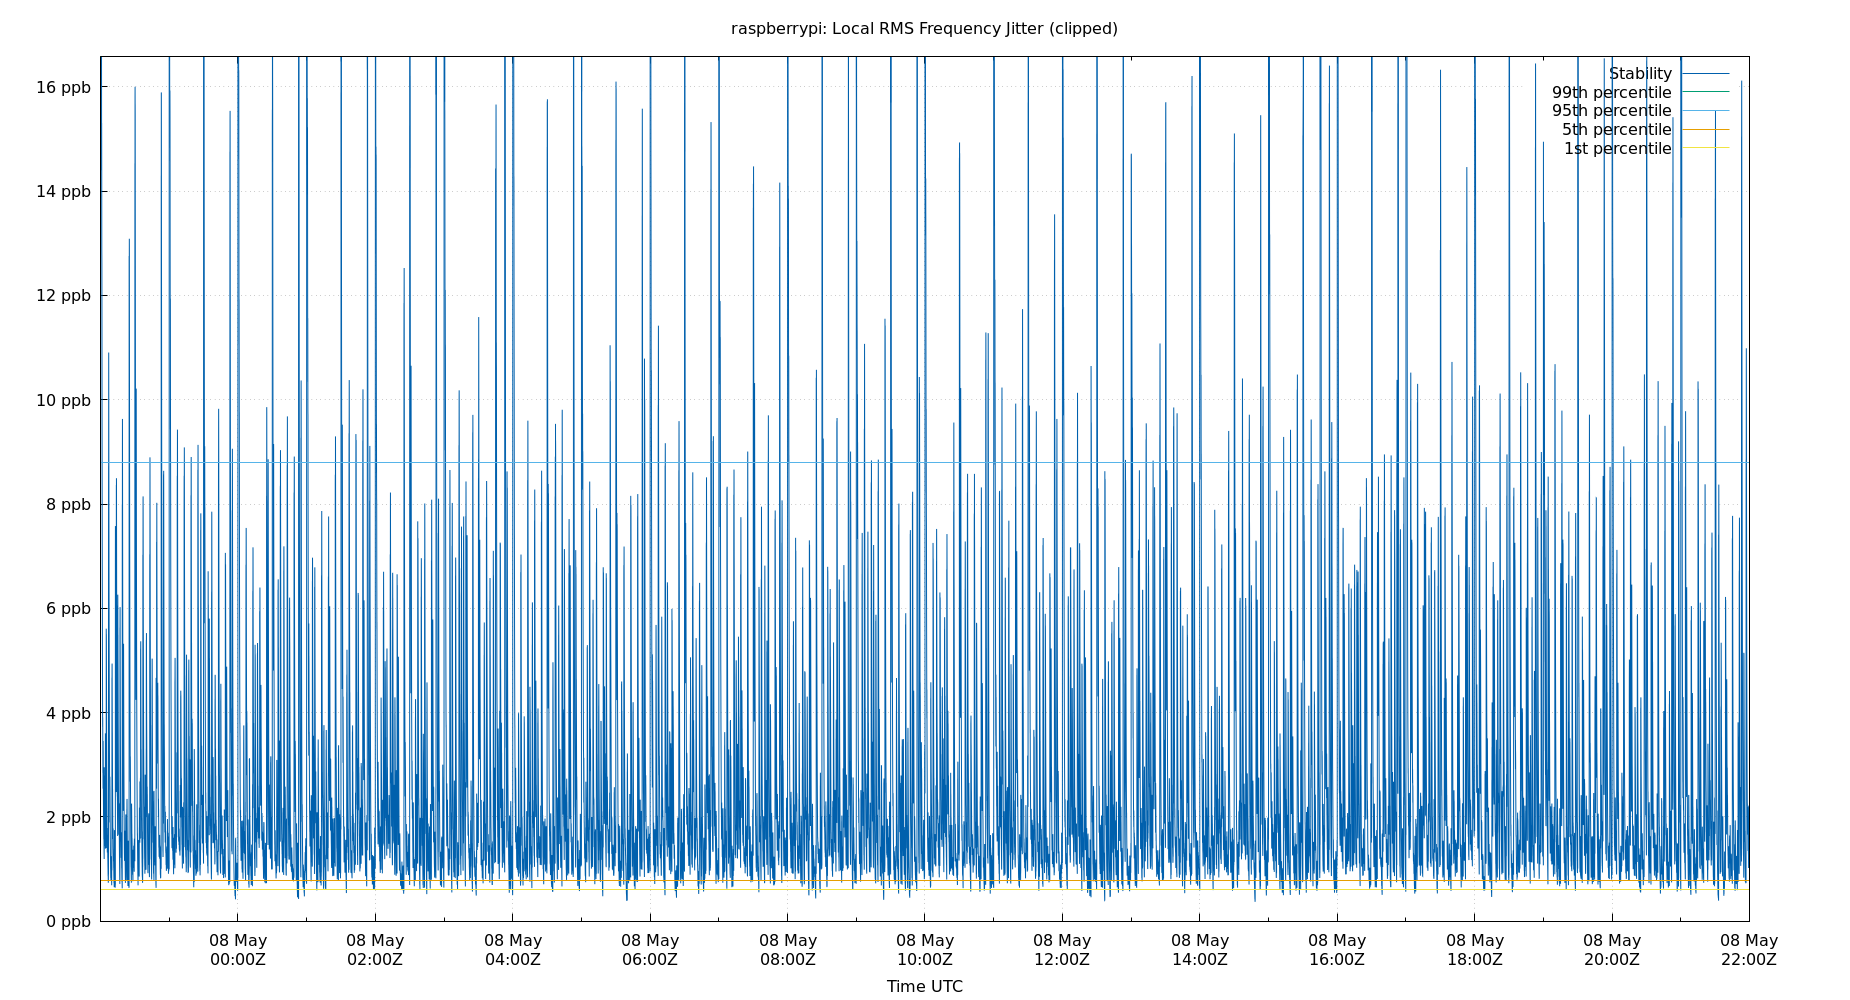 raspberrypi: Local RMS Frequency Jitter (clipped)
16 ppb
14 ppb
12 ppb
10 ppb
8 ppb
6 ppb
4 ppb
2 ppb
0 ppb
Stability
99th percentile
95th percentile
5th percentile
1st percentile
08 May 08 May 08 May 08 May 08 May 08 May 08 May 08 May 08 May 08 May 08 May 08 May
00:00Z 02:00Z 04:00Z 06:00Z 08:00Z 10:00Z 12:00Z 14:00Z 16:00Z 18:00Z 20:00Z 22:00Z
Time UTC